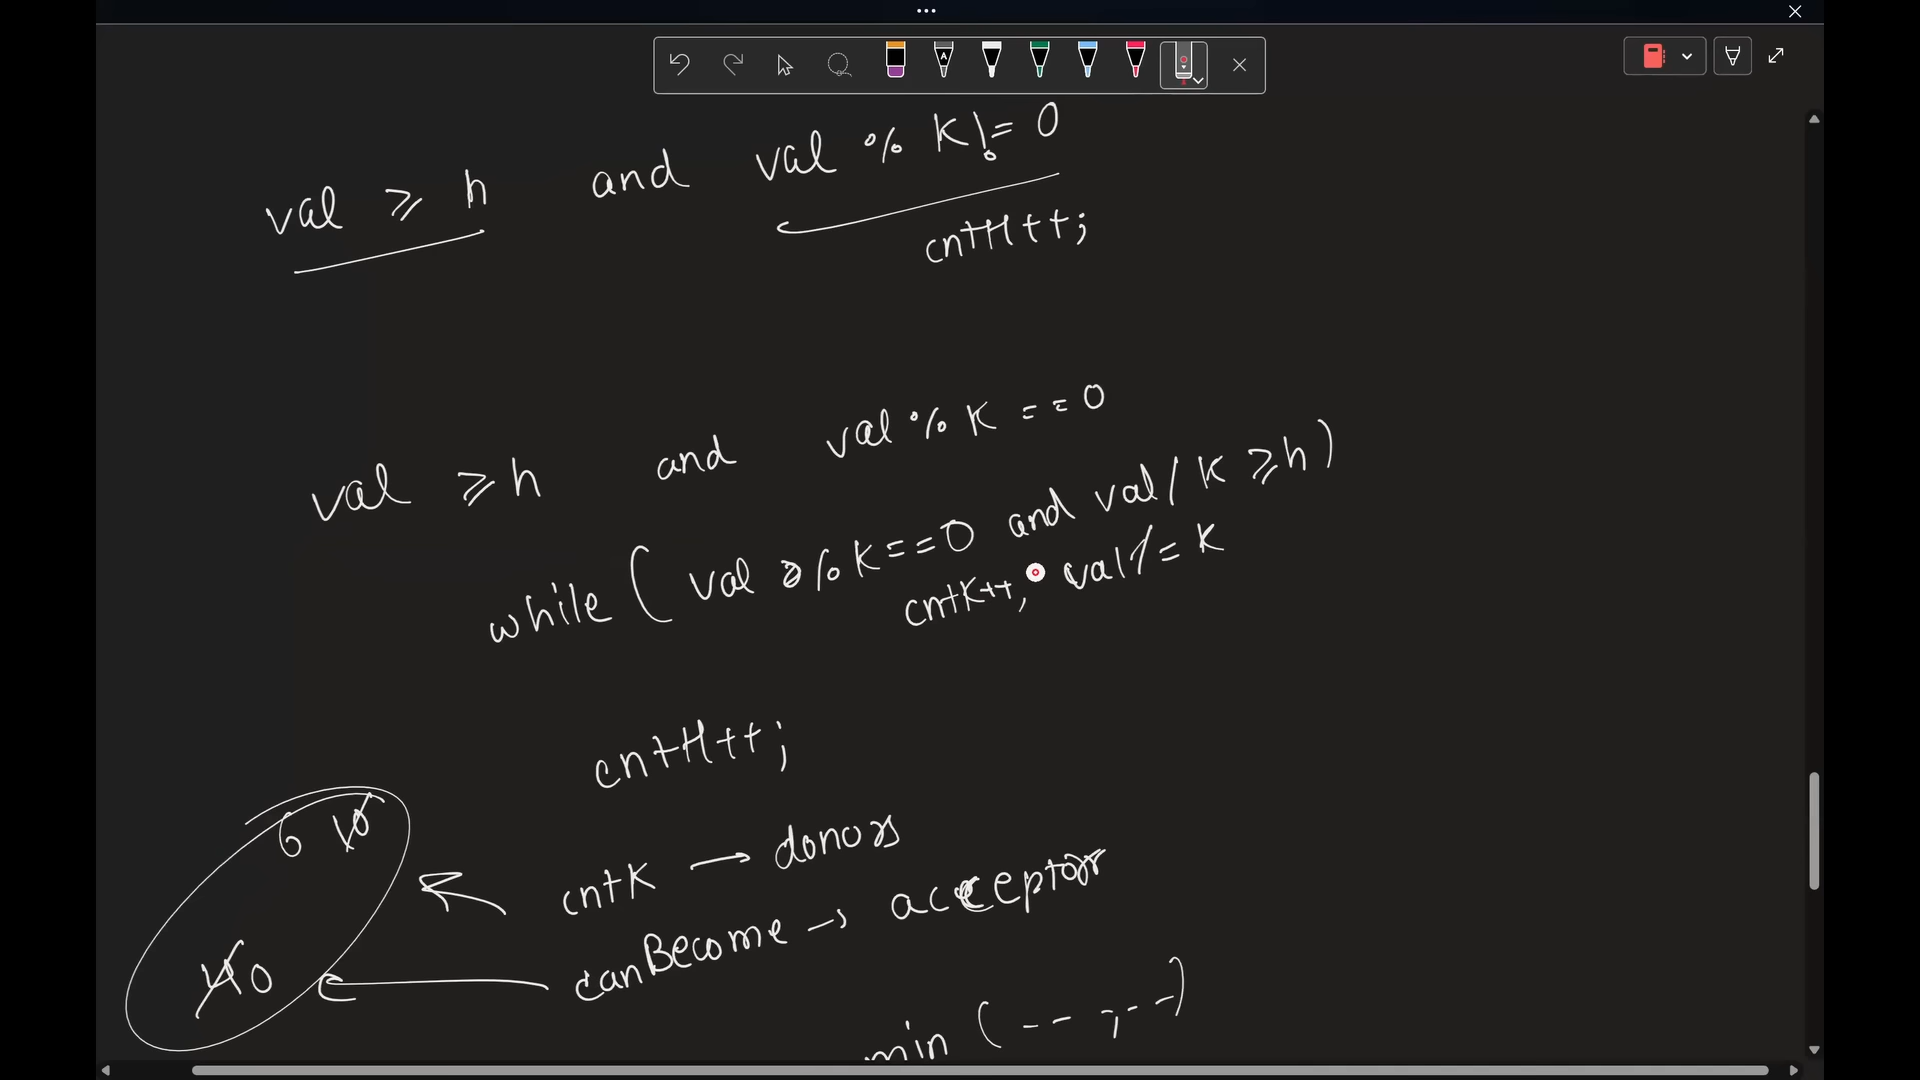 val ≥ h and val % K != 0
cntH++;
val ≥ h and val % K == 0
while ( val % K == 0 and val / K ≥ h )
cntK++, val /= K
cntH++;
6 10
cntK → donors
canBecome → acceptor
40
min ( -- , -- )